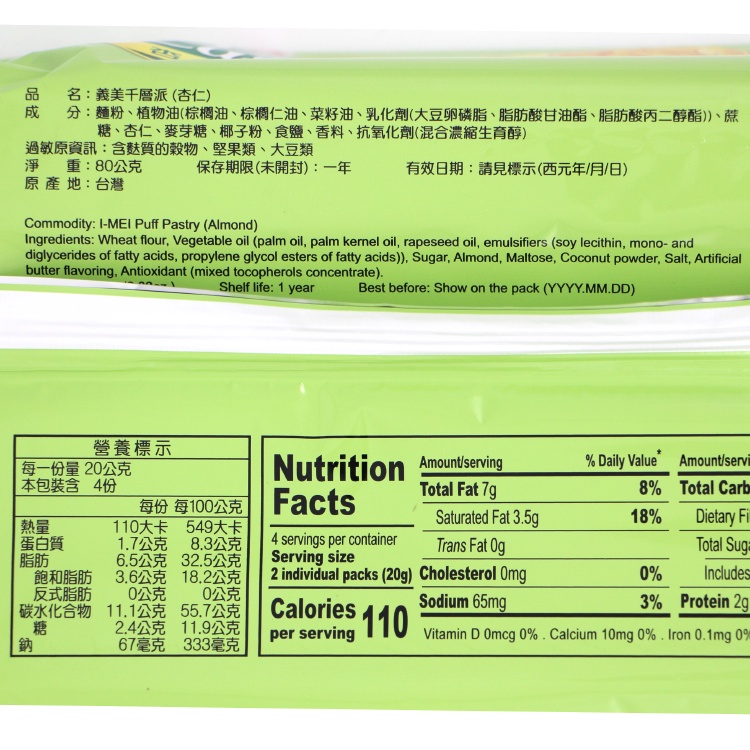 品 名：義美千層派 (杏仁)
成 分：麵粉、植物油(棕櫚油、棕櫚仁油、菜籽油、乳化劑(大豆卵磷脂、脂肪酸甘油酯、脂肪酸丙二醇酯))、蔗
糖、杏仁、麥芽糖、椰子粉、食鹽、香料、抗氧化劑(混合濃縮生育醇)
過敏原資訊：含麩質的穀物、堅果類、大豆類
淨 重：80公克 保存期限(未開封)：一年 有效日期：請見標示(西元年/月/日)
原 產 地：台灣
Commodity: I-MEI Puff Pastry (Almond)
Ingredients: Wheat flour, Vegetable oil (palm oil, palm kernel oil, rapeseed oil, emulsifiers (soy lecithin, mono- and
diglycerides of fatty acids, propylene glycol esters of fatty acids)), Sugar, Almond, Maltose, Coconut powder, Salt, Artificial
butter flavoring, Antioxidant (mixed tocopherols concentrate).
Shelf life: 1 year Best before: Show on the pack (YYYY.MM.DD)
營養標示
每一份量 20公克
本包裝含 4份
每份 每100公克
熱量 110大卡 549大卡
蛋白質 1.7公克 8.3公克
脂肪 6.5公克 32.5公克
飽和脂肪 3.6公克 18.2公克
反式脂肪 0公克 0公克
碳水化合物 11.1公克 55.7公克
糖 2.4公克 11.9公克
鈉 67毫克 333毫克
Nutrition
Facts
4 servings per container
Serving size
2 individual packs (20g)
Calories 110
per serving
Amount/serving % Daily Value*
Total Fat 7g 8%
Saturated Fat 3.5g 18%
Trans Fat 0g
Cholesterol 0mg 0%
Sodium 65mg 3%
Amount/servi
Total Carb
Dietary Fi
Total Suga
Includes
Protein 2g
Vitamin D 0mcg 0% . Calcium 10mg 0% . Iron 0.1mg 0%